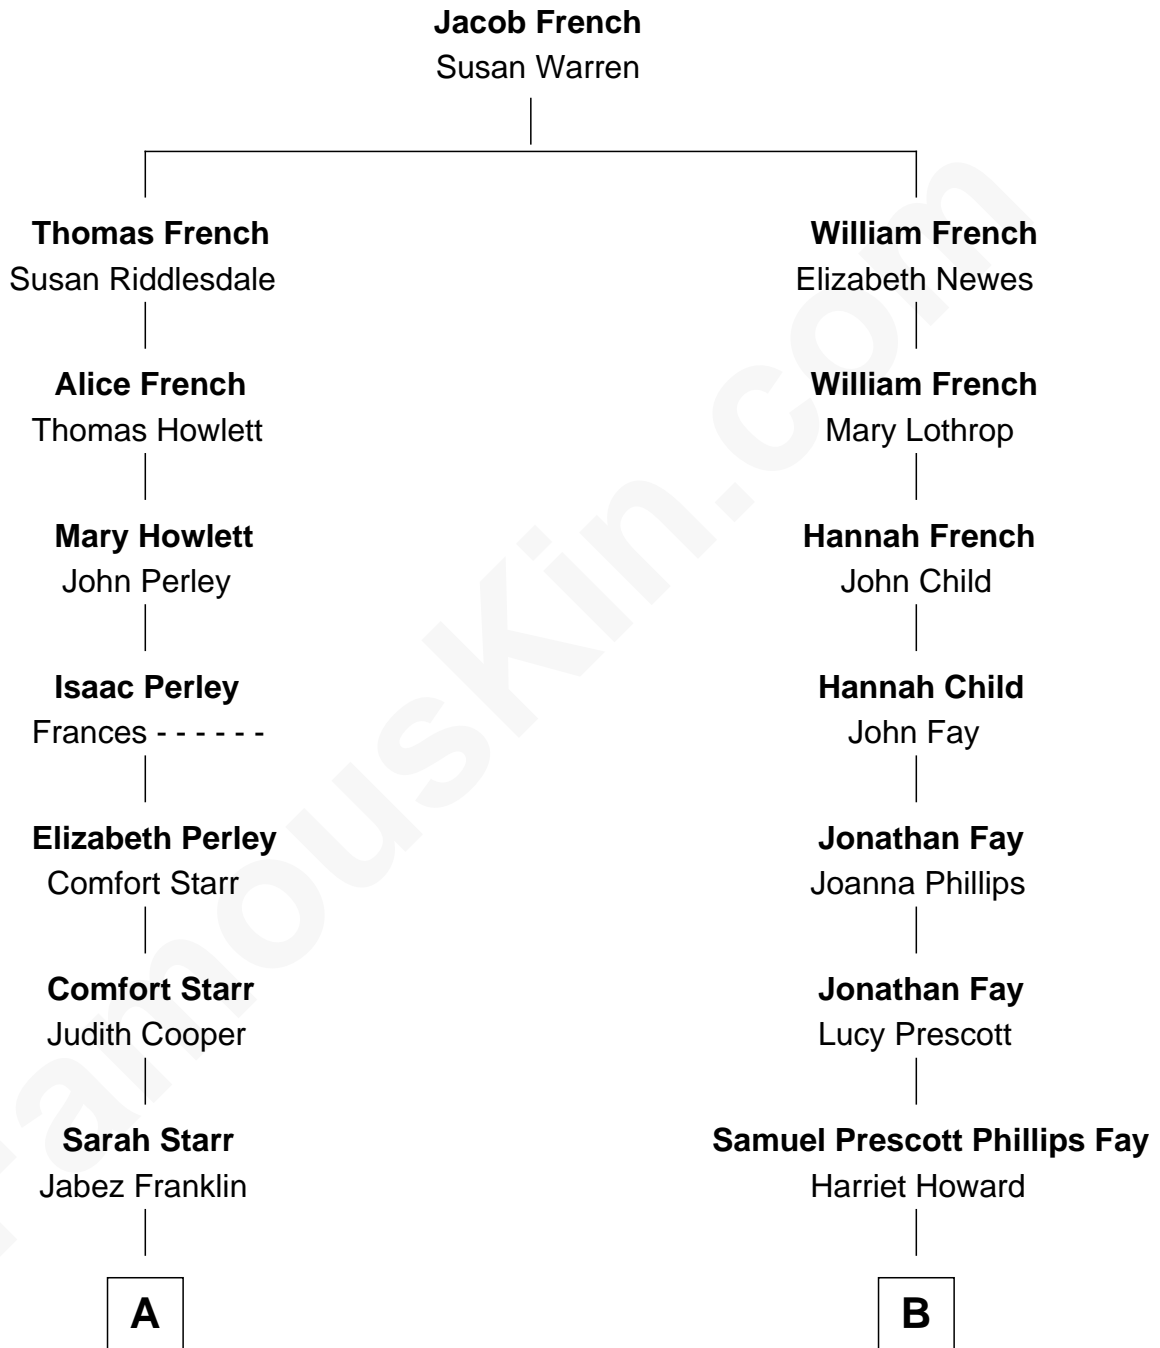 Jacob French
Susan Warren
Thomas French
Susan Riddlesdale
Alice French
Thomas Howlett
Mary Howlett
John Perley
Isaac Perley
Frances - - - - - -
Elizabeth Perley
Comfort Starr
Comfort Starr
Judith Cooper
Sarah Starr
Jabez Franklin
A
William French
Elizabeth Newes
William French
Mary Lothrop
Hannah French
John Child
Hannah Child
John Fay
Jonathan Fay
Joanna Phillips
Jonathan Fay
Lucy Prescott
Samuel Prescott Phillips Fay
Harriet Howard
B
FamousKin.com